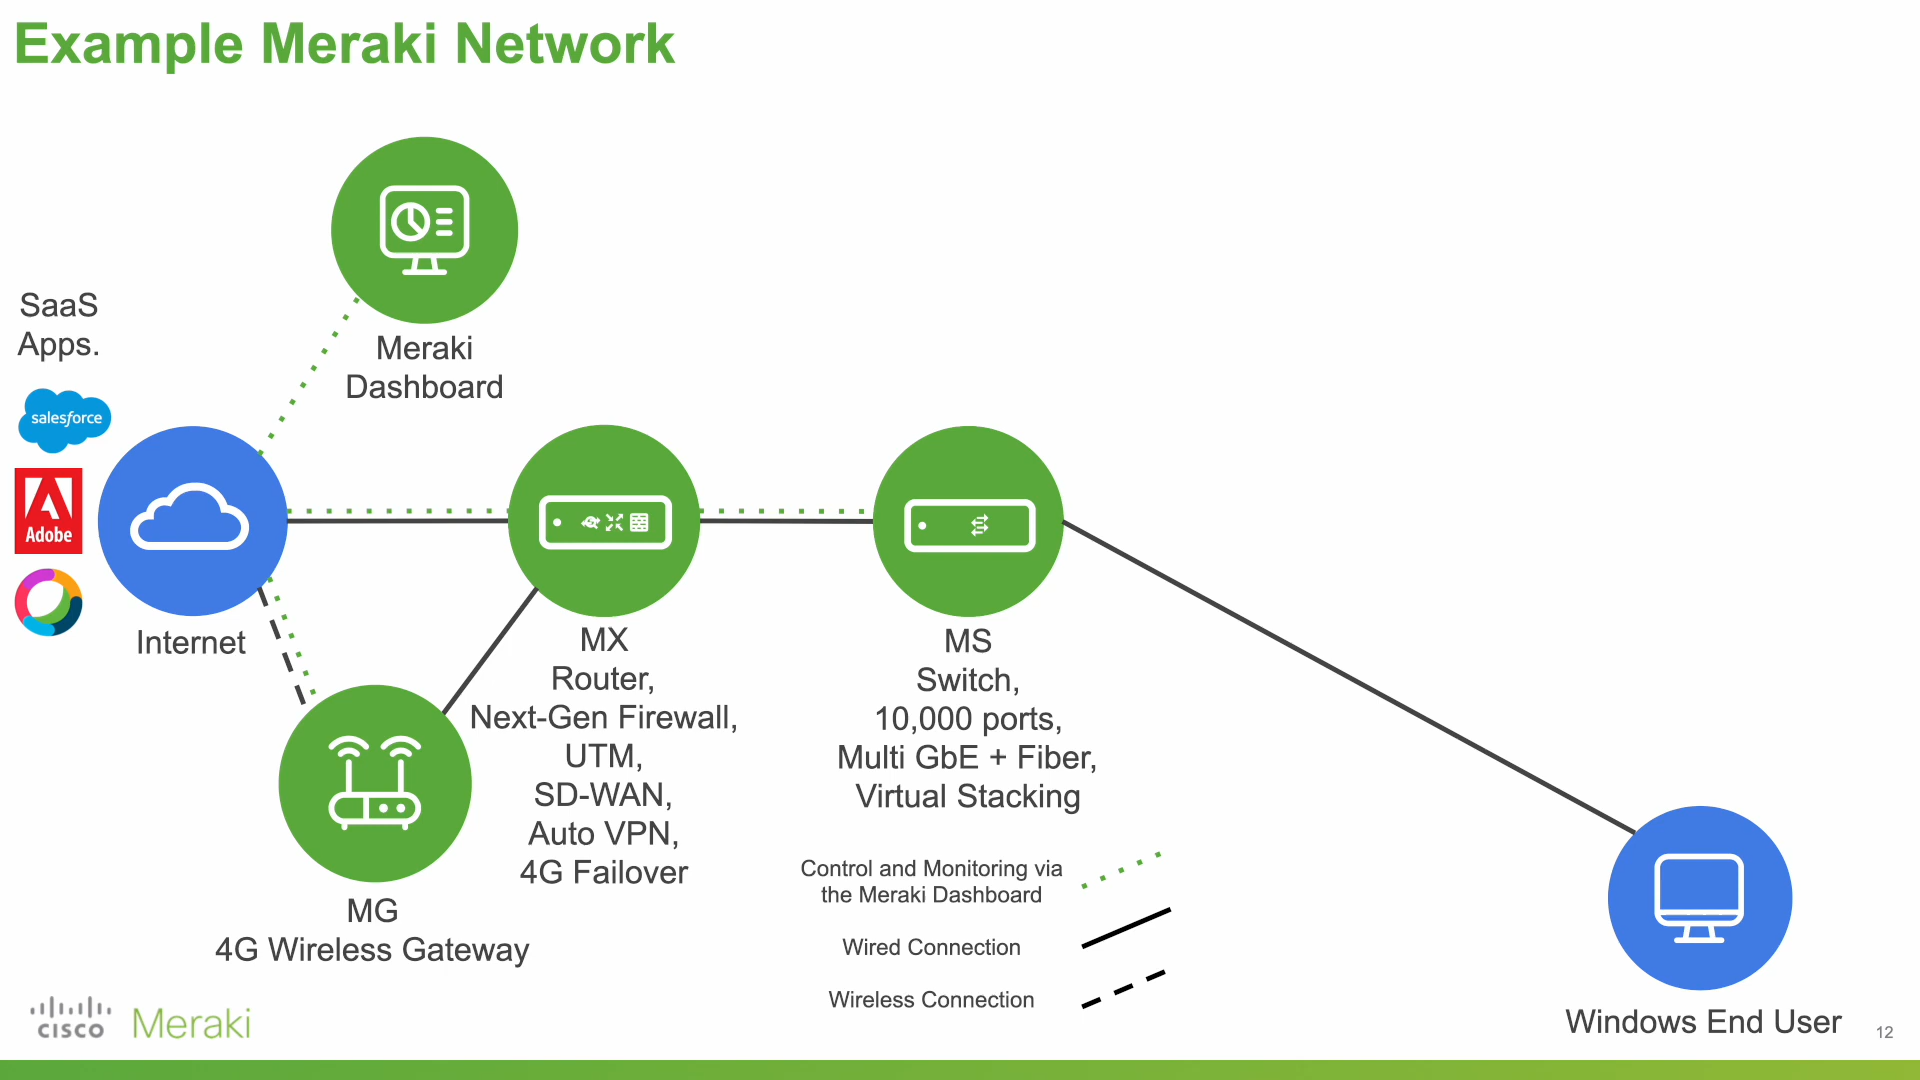 Example Meraki Network
SaaS
Apps.
salesforce
Adobe
Internet
Meraki
Dashboard
MX
Router,
Next-Gen Firewall,
UTM,
SD-WAN,
Auto VPN,
4G Failover
MS
Switch,
10,000 ports,
Multi GbE + Fiber,
Virtual Stacking
MG
4G Wireless Gateway
Control and Monitoring via
the Meraki Dashboard
Wired Connection
Wireless Connection
Windows End User
CISCO Meraki
12